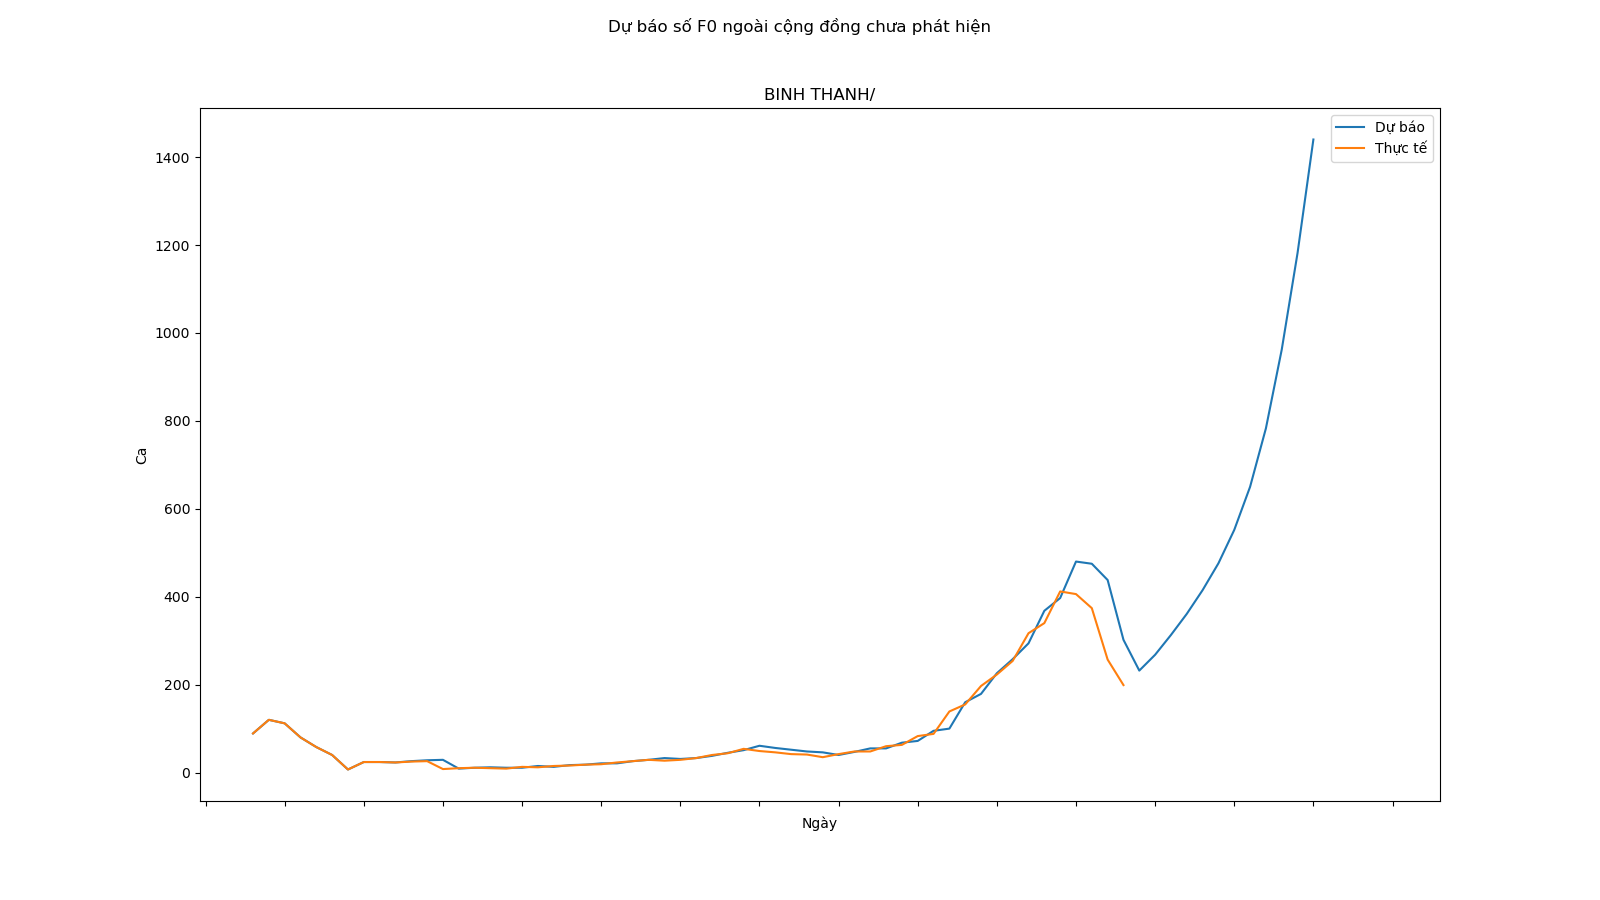 Dự báo số F0 ngoài cộng đồng chưa phát hiện
BINH THANH/
Dự báo
Thực tế
1400
1200
1000
800
600
400
200
0
Ca
Ngày